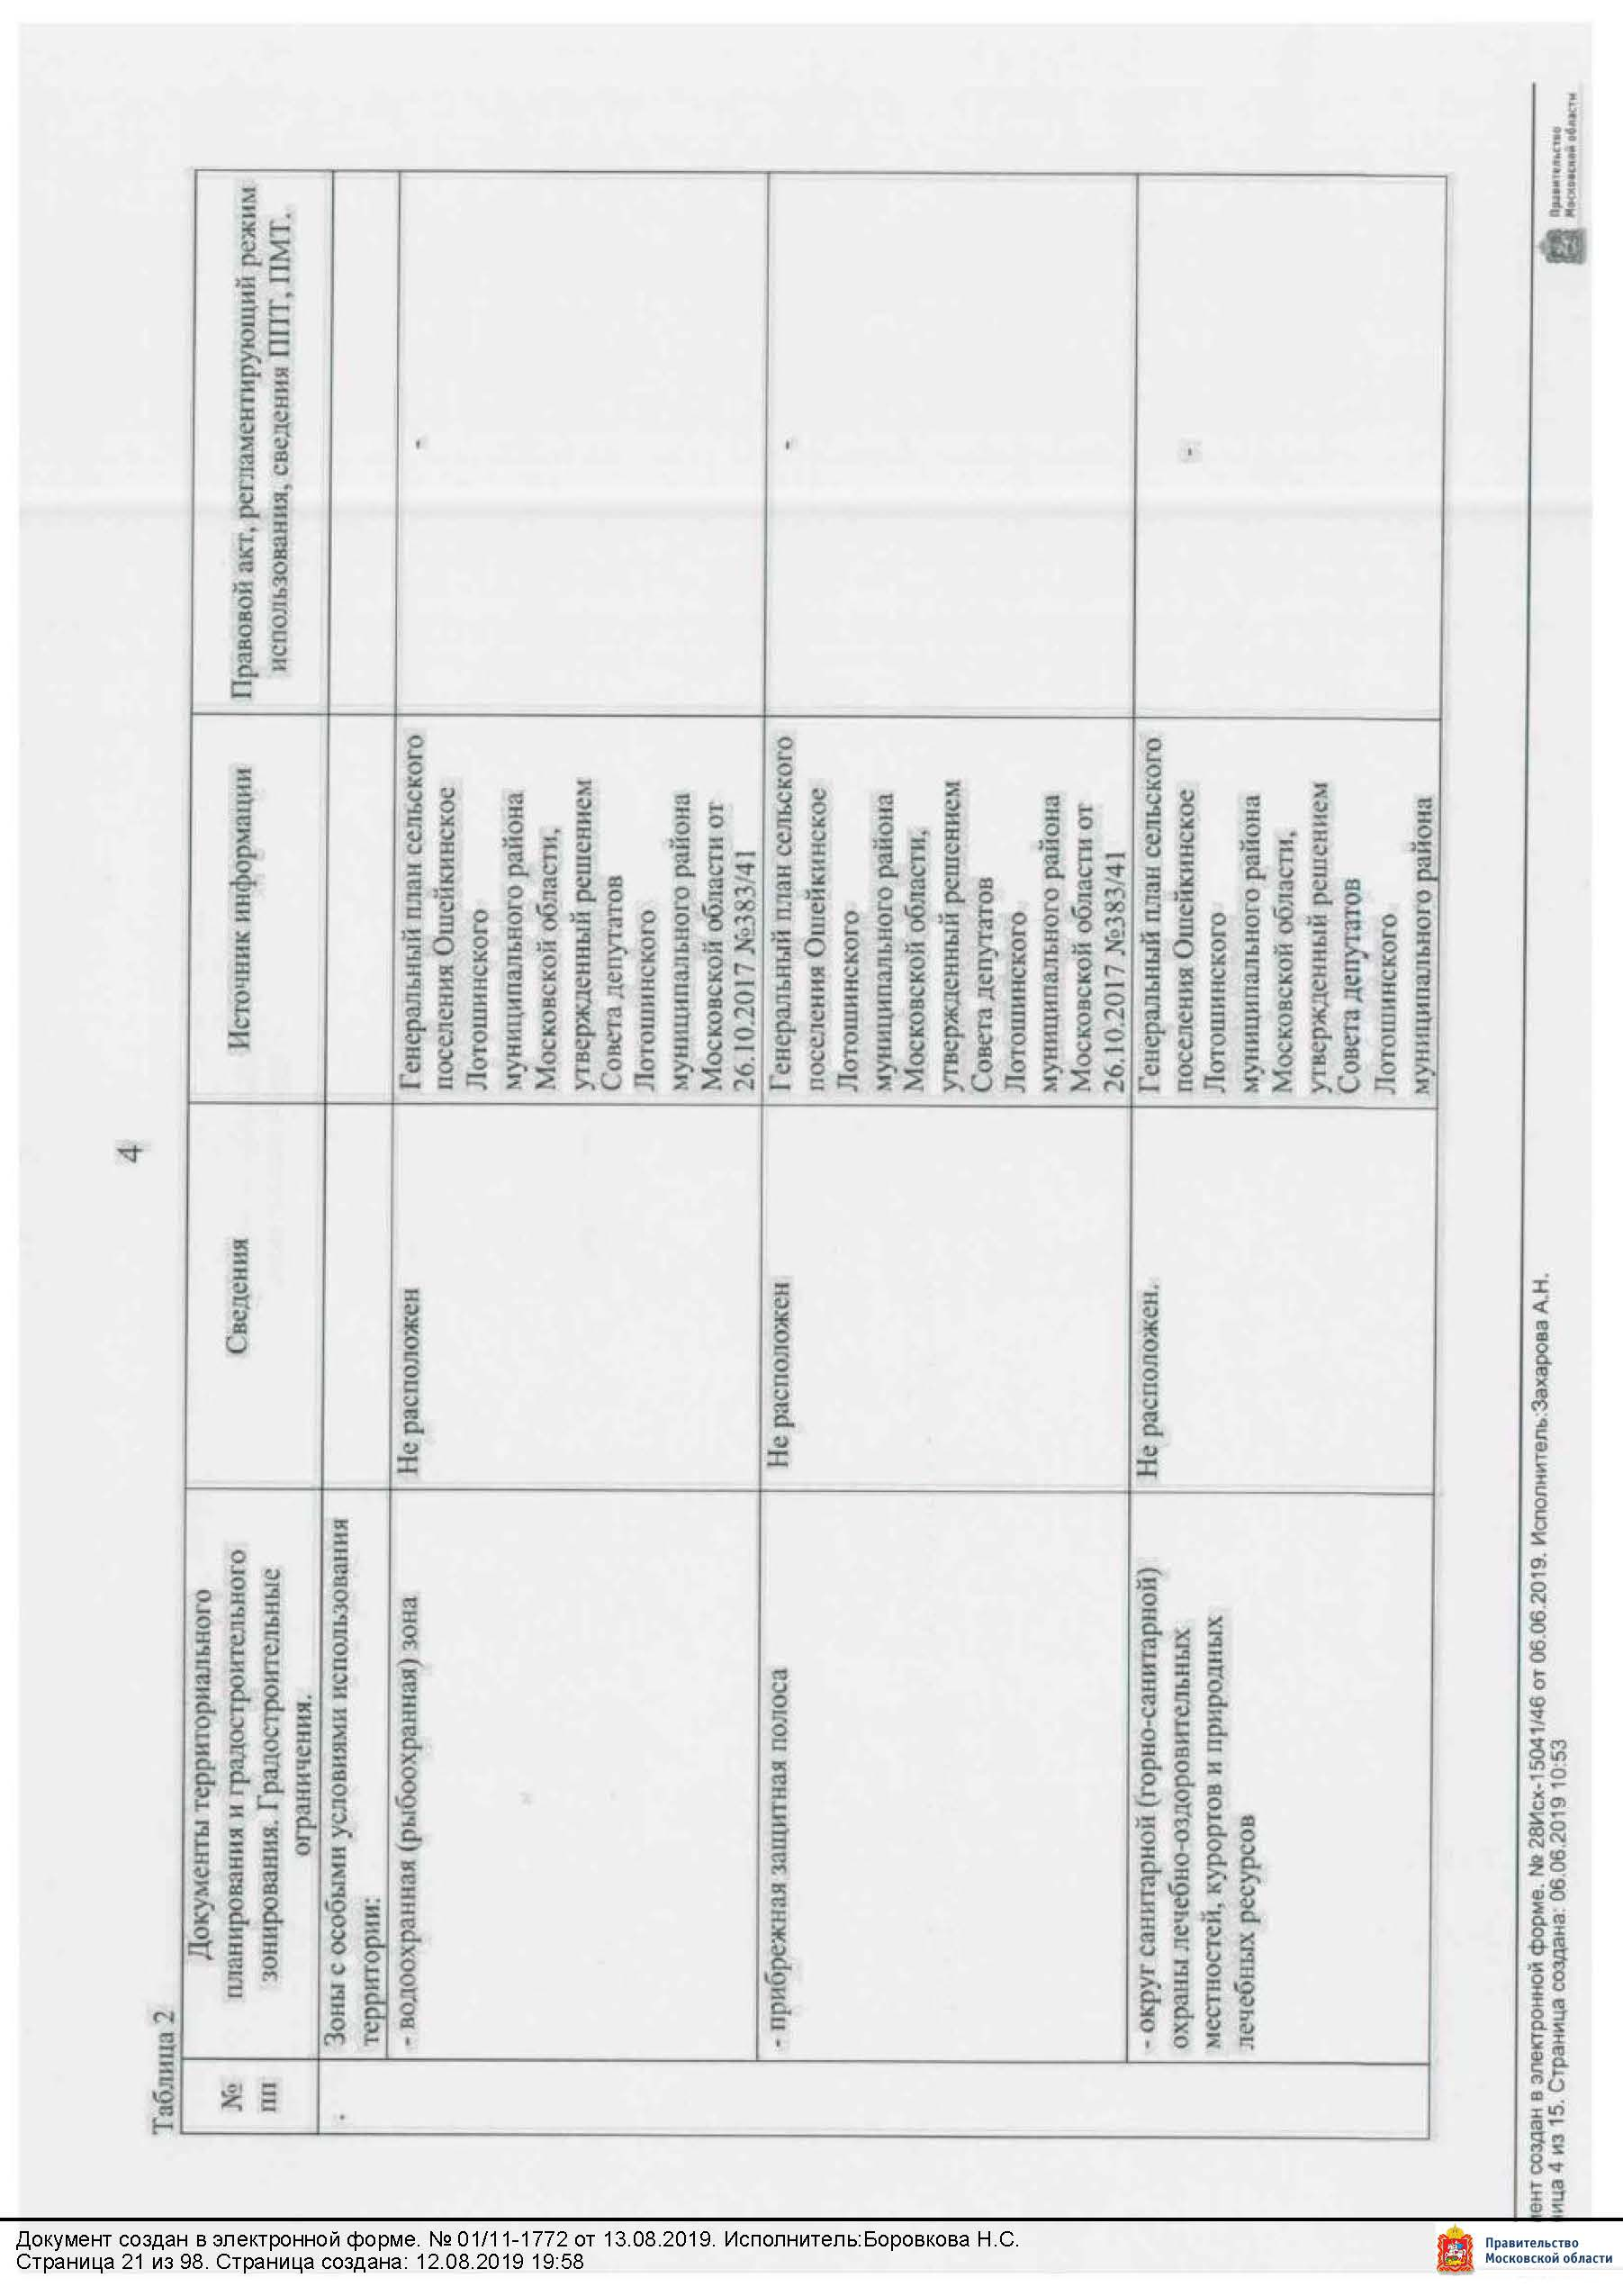 4
Таблица 2
№
пп
Документы территориального
планирования и градостроительного
зонирования. Градостроительные
ограничения.
Сведения
Источник информации
Правовой акт, регламентирующий режим
использования, сведения ППТ, ПМТ.
.
Зоны с особыми условиями использования
территории:
- водоохранная (рыбоохранная) зона
Не расположен
Генеральный план сельского
поселения Ошейкинское
Лотошинского
муниципального района
Московской области,
утвержденный решением
Совета депутатов
Лотошинского
муниципального района
Московской области от
26.10.2017 №383/41
-
- прибрежная защитная полоса
Не расположен
Генеральный план сельского
поселения Ошейкинское
Лотошинского
муниципального района
Московской области,
утвержденный решением
Совета депутатов
Лотошинского
муниципального района
Московской области от
26.10.2017 №383/41
-
- округ санитарной (горно-санитарной)
охраны лечебно-оздоровительных
местностей, курортов и природных
лечебных ресурсов
Не расположен.
Генеральный план сельского
поселения Ошейкинское
Лотошинского
муниципального района
Московской области,
утвержденный решением
Совета депутатов
Лотошинского
муниципального района
-
ент создан в электронной форме. № 28Исх-15041/46 от 06.06.2019. Исполнитель:Захарова А.Н.
ица 4 из 15. Страница создана: 06.06.2019 10:53
Правительство
Московской области
Документ создан в электронной форме. № 01/11-1772 от 13.08.2019. Исполнитель:Боровкова Н.С.
Страница 21 из 98. Страница создана: 12.08.2019 19:58
Правительство
Московской области